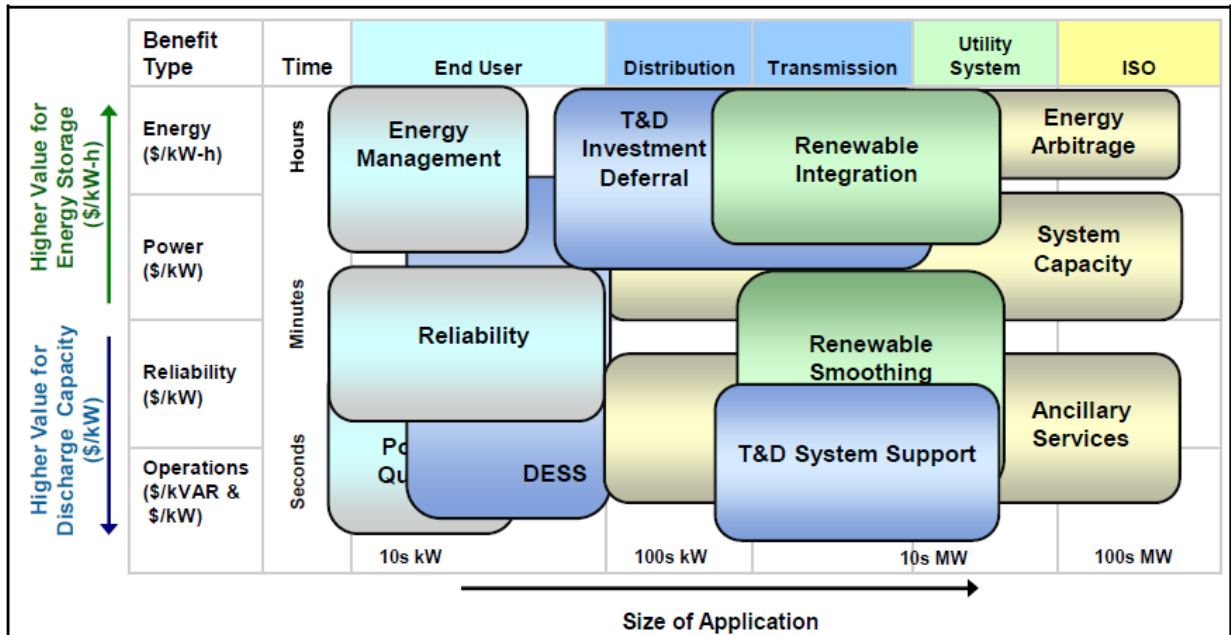 Benefit
Type
Time
End User
Distribution
Transmission
Utility
System
ISO
Higher Value for
Energy Storage
($/kW-h)
Higher Value for
Discharge Capacity
($/kW)
Energy
($/kW-h)
Power
($/kW)
Reliability
($/kW)
Operations
($/kVAR &
$/kW)
Hours
Minutes
Seconds
Energy
Management
T&D
Investment
Deferral
Renewable
Integration
Energy
Arbitrage
System
Capacity
Reliability
Renewable
Smoothing
Ancillary
Services
DESS
T&D System Support
10s kW
100s kW
10s MW
100s MW
Size of Application